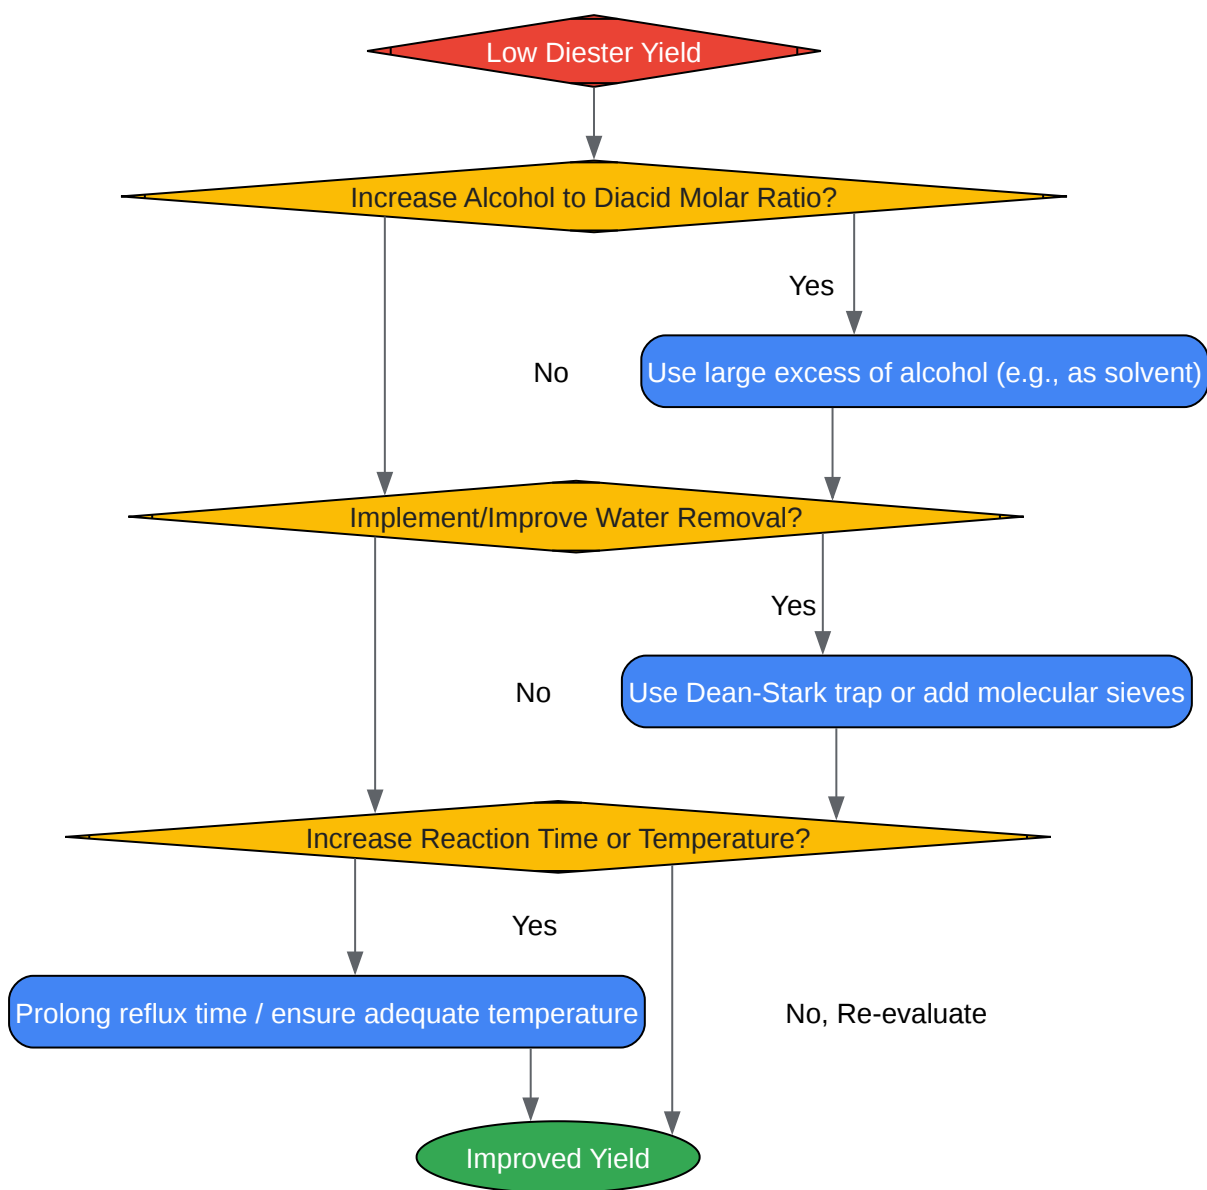 Low Diester Yield
Increase Alcohol to Diacid Molar Ratio?
Yes
No
Use large excess of alcohol (e.g., as solvent)
Implement/Improve Water Removal?
Yes
No
Use Dean-Stark trap or add molecular sieves
Increase Reaction Time or Temperature?
Yes
Prolong reflux time / ensure adequate temperature
No, Re-evaluate
Improved Yield